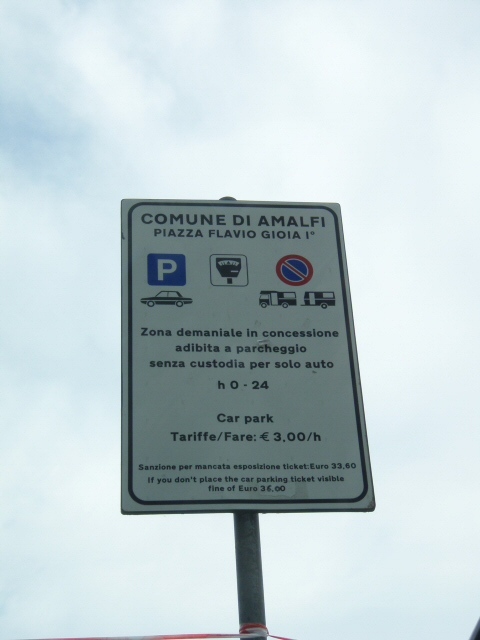 COMUNE DI AMALFI
PIAZZA FLAVIO GIOIA I°
P
Zona demaniale in concessione
adibita a parcheggio
senza custodia per solo auto
h 0 - 24
Car park
Tariffe/Fare: € 3,00/h
Sanzione per mancata esposizione ticket: Euro 33,60
If you don't place the car parking ticket visible
fine of Euro 36,00